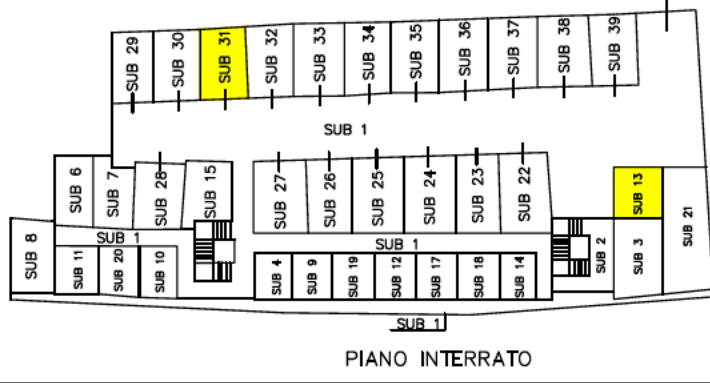 SUB 29
SUB 30
SUB 31
SUB 32
SUB 33
SUB 34
SUB 35
SUB 36
SUB 37
SUB 38
SUB 39
SUB 1
SUB 6
SUB 7
SUB 28
SUB 15
SUB 27
SUB 26
SUB 25
SUB 24
SUB 23
SUB 22
SUB 13
SUB 21
SUB 8
SUB 1
SUB 11
SUB 20
SUB 10
SUB 1
SUB 4
SUB 9
SUB 19
SUB 12
SUB 17
SUB 18
SUB 14
SUB 2
SUB 3
SUB 1
PIANO INTERRATO